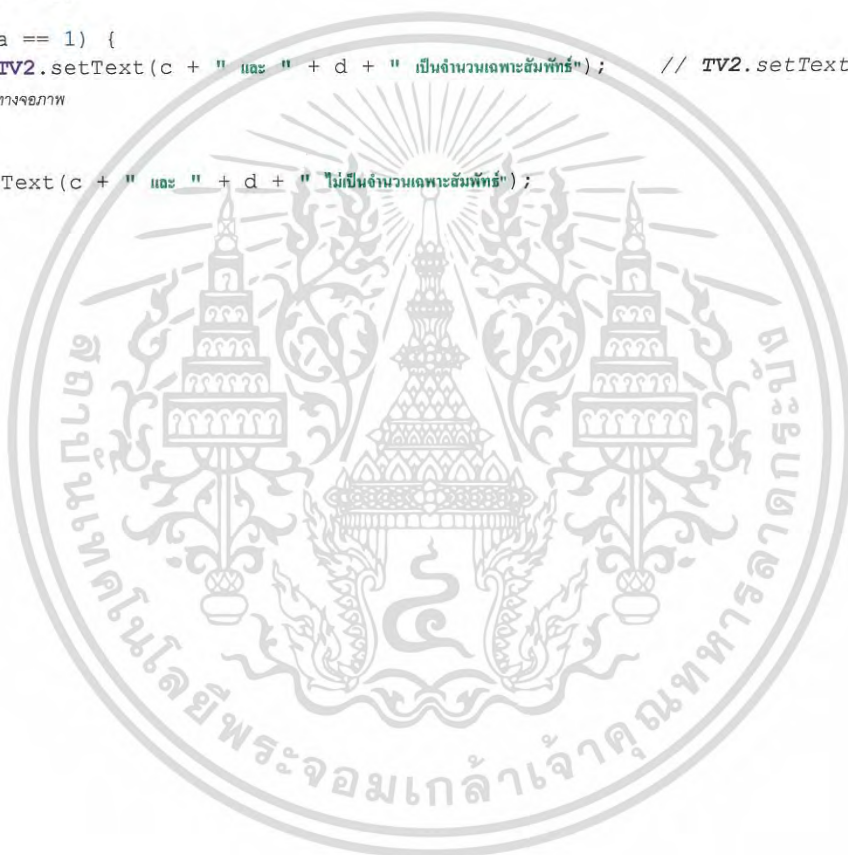 a == 1) {
TV2.setText(c + " และ " + d + " เป็นจำนวนเฉพาะสัมพัทธ์"); // TV2.setText
ทางจอภาพ
Text(c + " และ " + d + " ไม่เป็นจำนวนเฉพาะสัมพัทธ์");
สถาบันเทคโนโลยีพระจอมเกล้าเจ้าคุณทหารลาดกระบัง